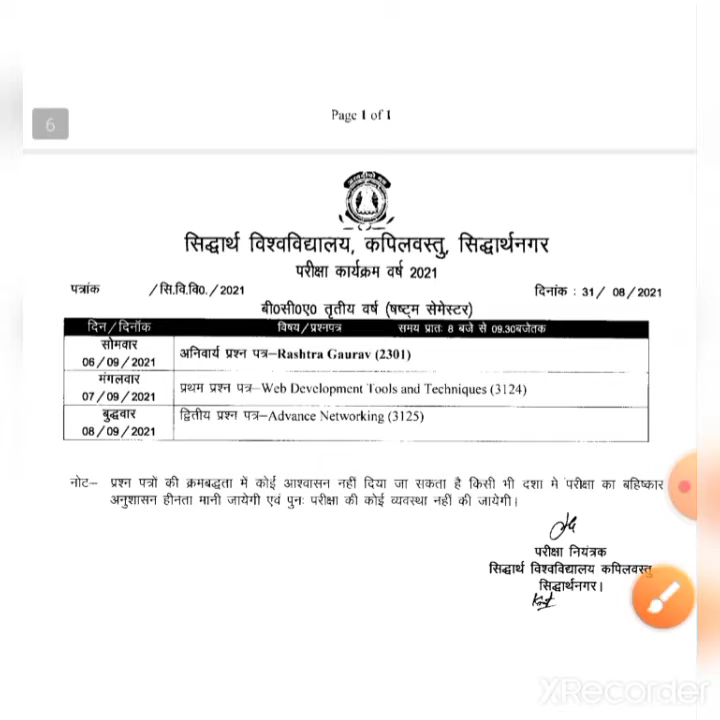 6
Page 1 of 1
सिद्धार्थ विश्वविद्यालय, कपिलवस्तु, सिद्धार्थनगर
परीक्षा कार्यक्रम वर्ष 2021
पत्रांक / सि.वि.वि0. / 2021 दिनांक : 31/ 08 / 2021
बी0सी0ए0 तृतीय वर्ष (षष्ट्म सेमेस्टर)
दिन / दिनॉक विषय / प्रश्नपत्र समय प्रातः 8 बजे से 09.30बजेतक
सोमवार
06 / 09 / 2021 अनिवार्य प्रश्न पत्र–Rashtra Gaurav (2301)
मंगलवार
07 / 09 / 2021 प्रथम प्रश्न पत्र–Web Development Tools and Techniques (3124)
बुद्धवार
08 / 09 / 2021 द्वितीय प्रश्न पत्र–Advance Networking (3125)
नोट– प्रश्न पत्रों की क्रमबद्धता में कोई आश्वासन नहीं दिया जा सकता है किसी भी दशा मे परीक्षा का बहिष्कार
अनुशासन हीनता मानी जायेगी एवं पुनः परीक्षा की कोई व्यवस्था नहीं की जायेगी।
परीक्षा नियंत्रक
सिद्धार्थ विश्वविद्यालय कपिलवस्तु
सिद्धार्थनगर।
XRecorder